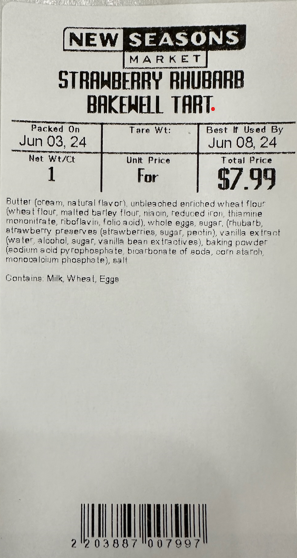 NEW SEASONS
MARKET
STRAWBERRY RHUBARB
BAKEWELL TART.
Packed On Tare Wt: Best If Used By
Jun 03, 24 Jun 08, 24
Net Wt/Ct Unit Price Total Price
1 For $7.99
Butter (cream, natural flavor), unbleached enriched wheat flour
(wheat flour, malted barley flour, niacin, reduced iron, thiamine
mononitrate, riboflavin, folic acid), whole eggs, sugar, (rhubarb,
strawberry preserves (strawberries, sugar, pectin), vanilla extract
(water, alcohol, sugar, vanilla bean extractives), baking powder
(sodium acid pyrophosphate, bicarbonate of soda, corn starch,
monocalcium phosphate), salt
Contains: Milk, Wheat, Eggs
2 203887 007997